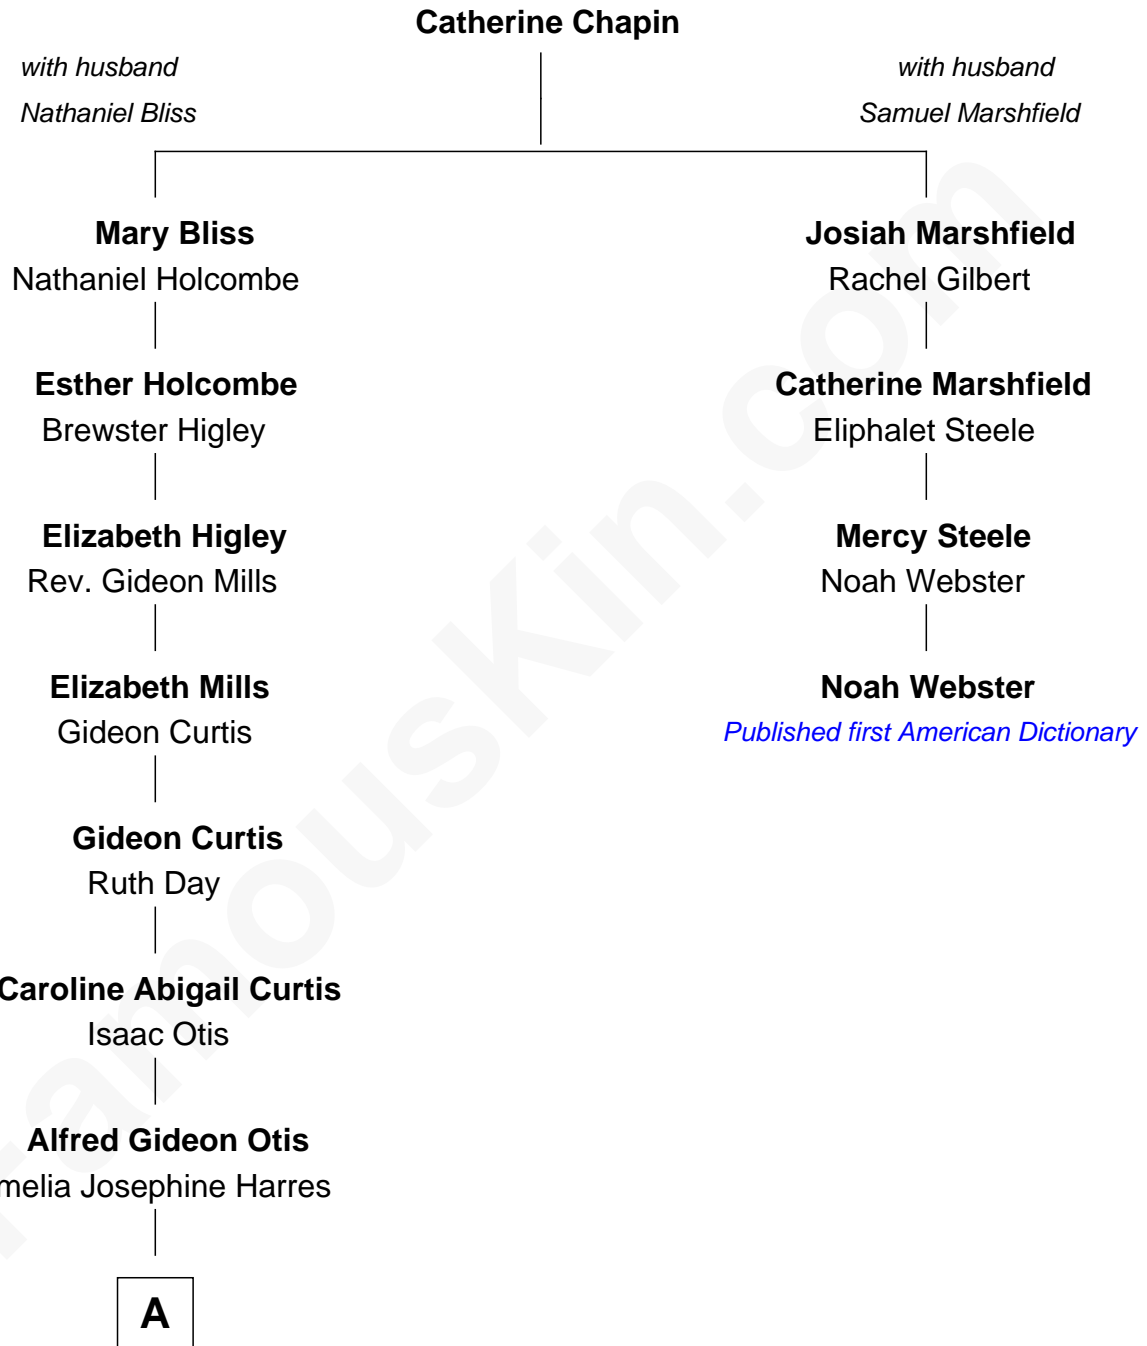 Catherine Chapin
with husband
Nathaniel Bliss
with husband
Samuel Marshfield
Mary Bliss
Nathaniel Holcombe
Josiah Marshfield
Rachel Gilbert
Esther Holcombe
Brewster Higley
Catherine Marshfield
Eliphalet Steele
Elizabeth Higley
Rev. Gideon Mills
Mercy Steele
Noah Webster
Elizabeth Mills
Gideon Curtis
Noah Webster
Published first American Dictionary
Gideon Curtis
Ruth Day
Caroline Abigail Curtis
Isaac Otis
Alfred Gideon Otis
melia Josephine Harres
A
FamousKin.com